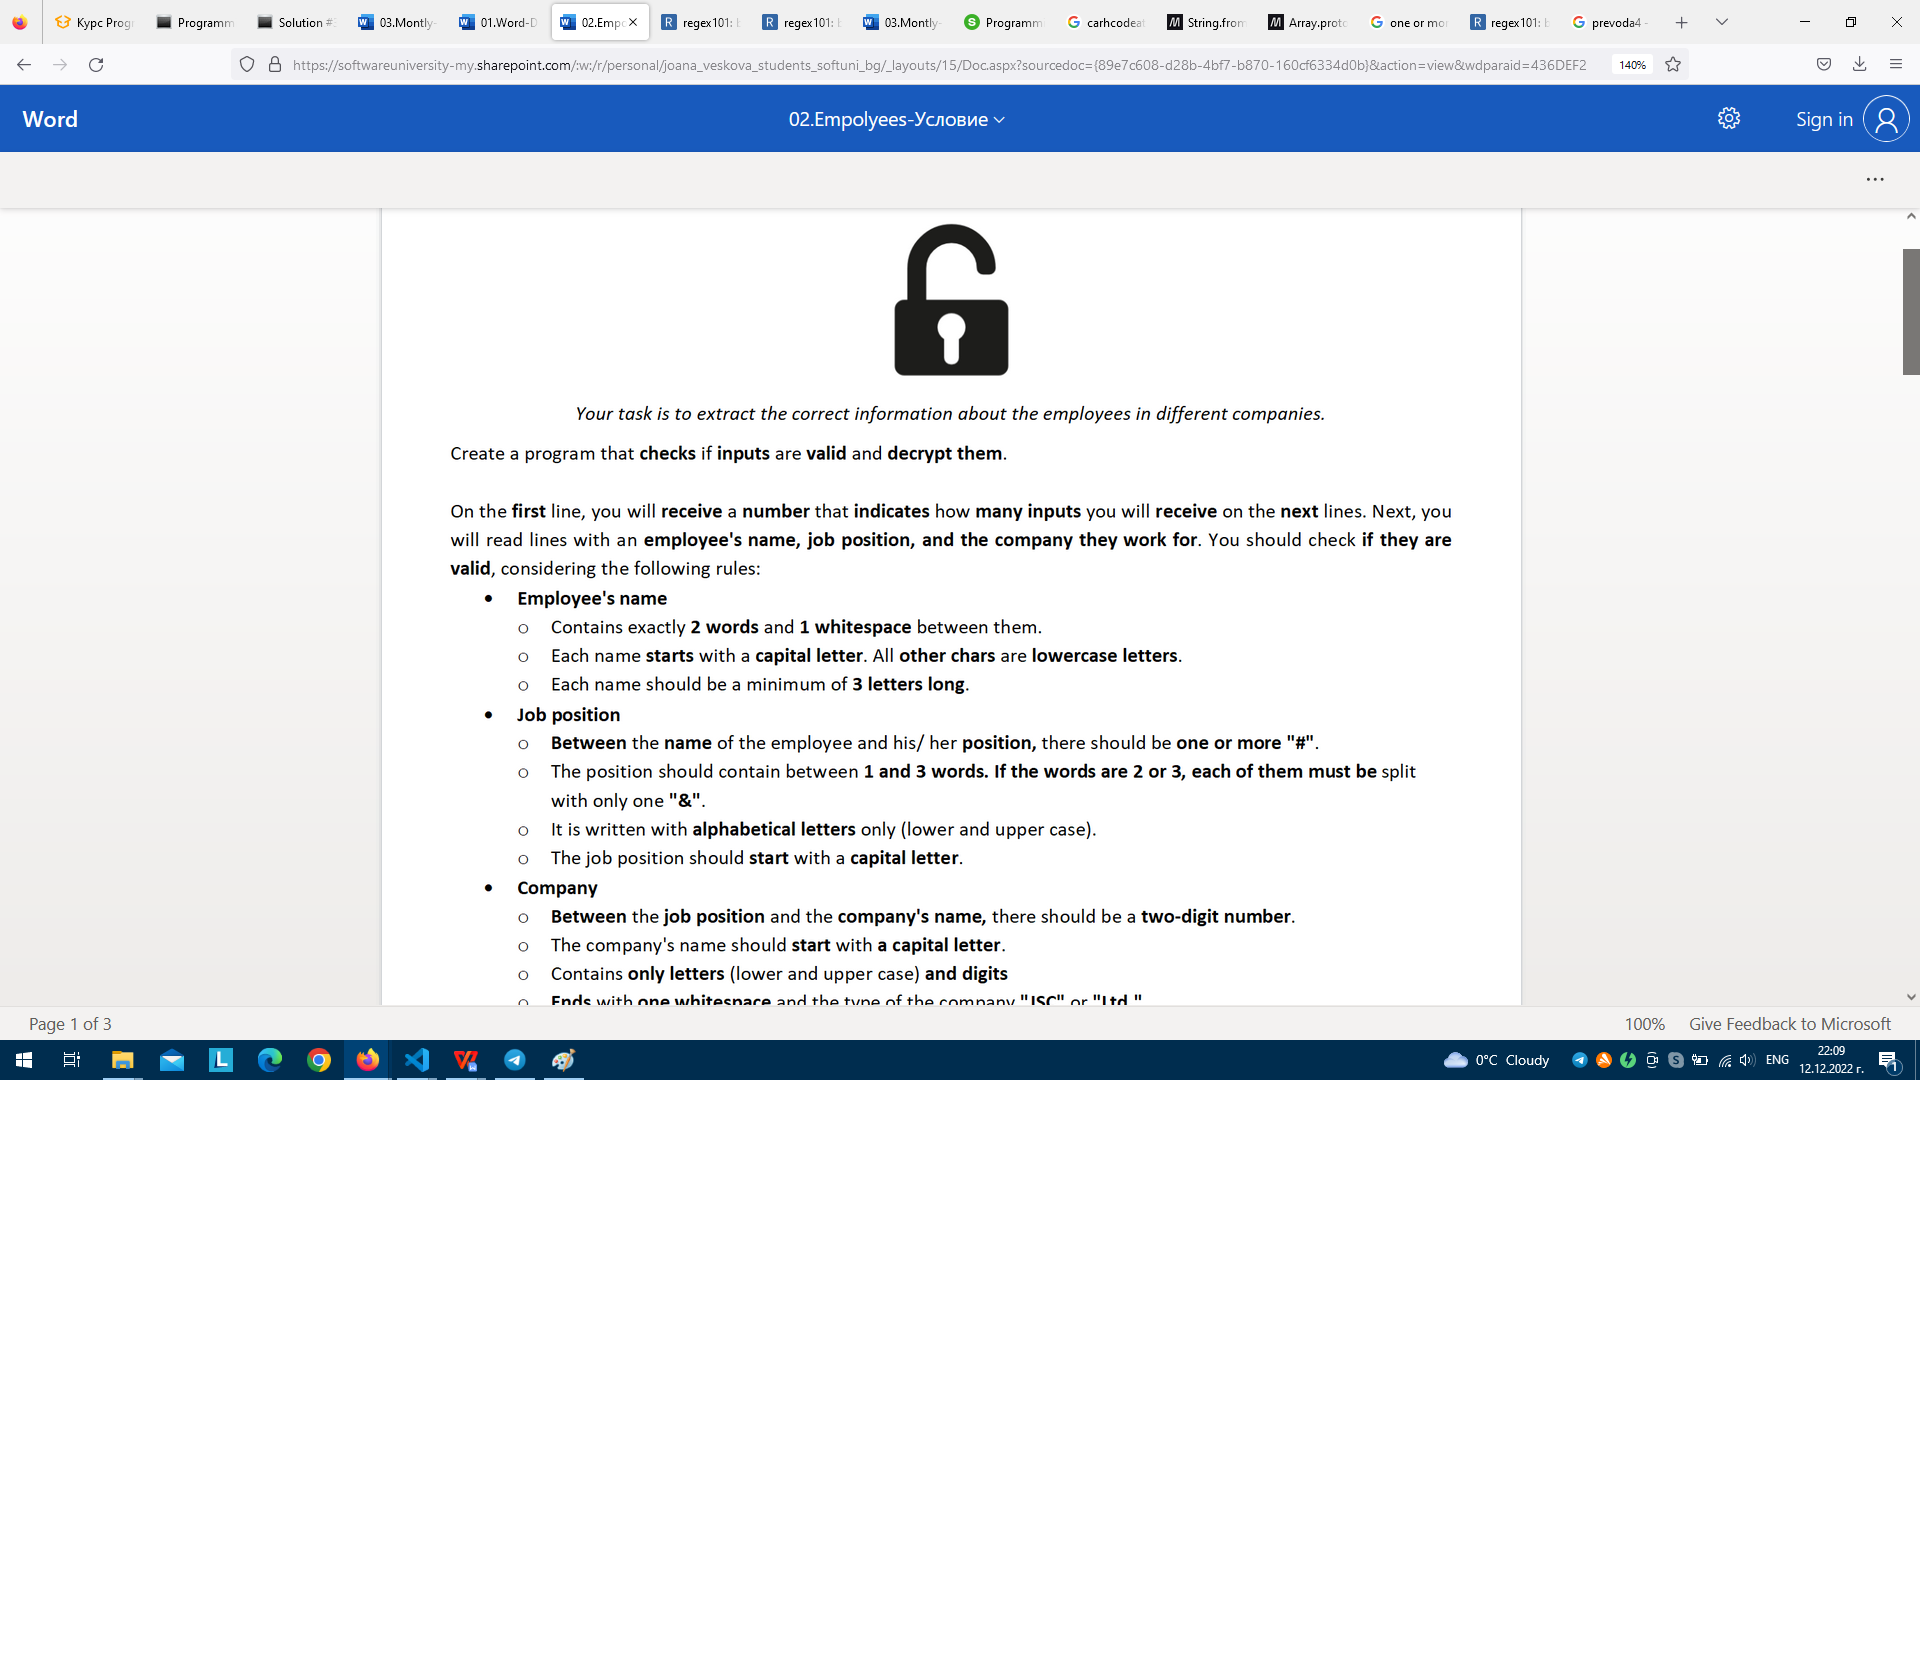 Курс Progr
Programm
Solution #
03.Montly-
01.Word-D
02.Empo
regex101: b
regex101: b
03.Montly-
Programm
carhcodeat
String.from
Array.proto
one or mor
regex101: b
prevoda4 -
https://softwareuniversity-my.sharepoint.com/:w:/r/personal/joana_veskova_students_softuni_bg/_layouts/15/Doc.aspx?sourcedoc={89e7c608-d28b-4bf7-b870-160cf6334d0b}&action=view&wdparaid=436DEF2
140%
Word
02.Empolyees-Условие
Sign in
Your task is to extract the correct information about the employees in different companies.
Create a program that checks if inputs are valid and decrypt them.
On the first line, you will receive a number that indicates how many inputs you will receive on the next lines. Next, you
will read lines with an employee's name, job position, and the company they work for. You should check if they are
valid, considering the following rules:
• Employee's name
o Contains exactly 2 words and 1 whitespace between them.
o Each name starts with a capital letter. All other chars are lowercase letters.
o Each name should be a minimum of 3 letters long.
• Job position
o Between the name of the employee and his/ her position, there should be one or more "#".
o The position should contain between 1 and 3 words. If the words are 2 or 3, each of them must be split
with only one "&".
o It is written with alphabetical letters only (lower and upper case).
o The job position should start with a capital letter.
• Company
o Between the job position and the company's name, there should be a two-digit number.
o The company's name should start with a capital letter.
o Contains only letters (lower and upper case) and digits
o Ends with one whitespace and the type of the company "JSC" or "Ltd."
Page 1 of 3
100%
Give Feedback to Microsoft
0°C Cloudy
ENG
22:09
12.12.2022 г.
1